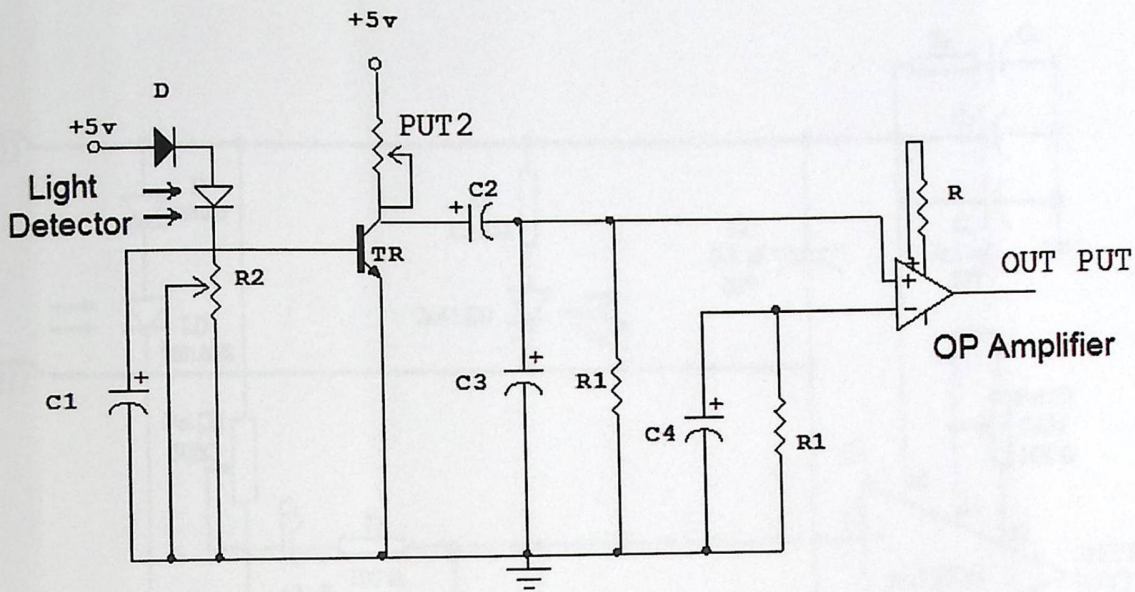 +5v
D
+5v
PUT2
Light
Detector
C2
+
R
TR
R2
+
OUT PUT
+
-
OP Amplifier
+
C1
+
C3
R1
+
C4
R1